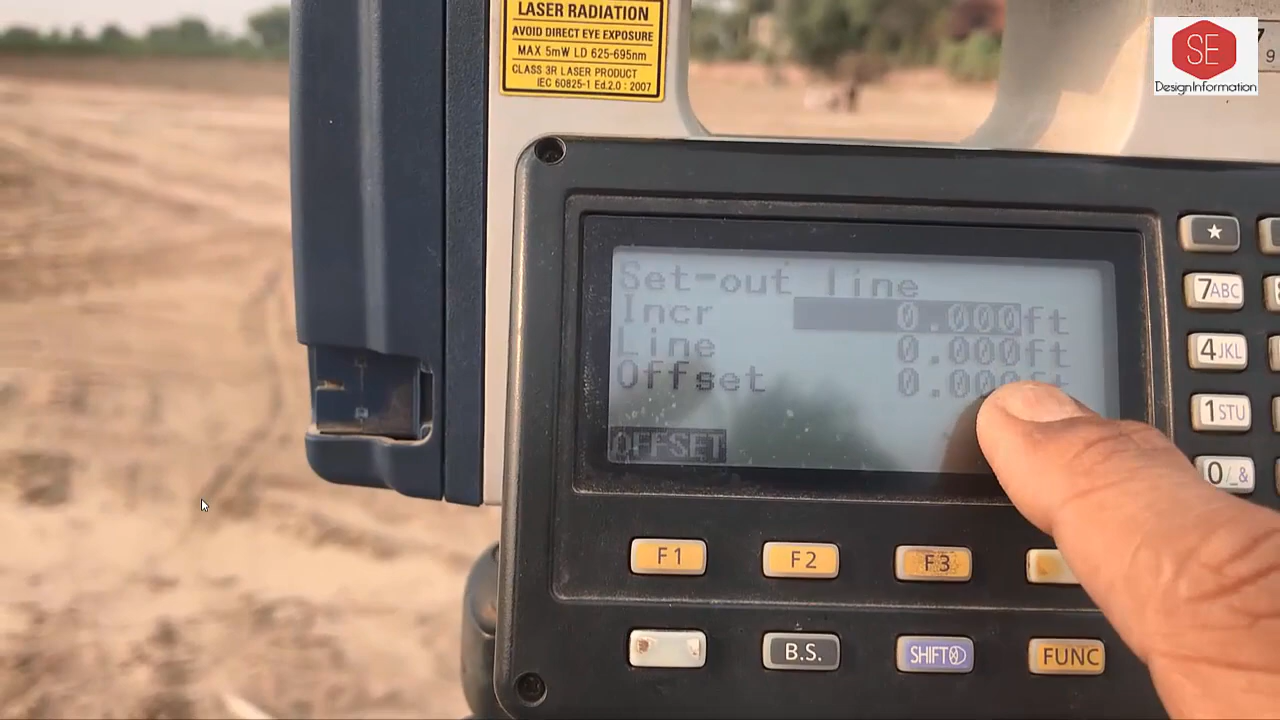 LASER RADIATION
AVOID DIRECT EYE EXPOSURE
MAX 5mW LD 625-695nm
CLASS 3R LASER PRODUCT
IEC 60825-1 Ed.2.0 : 2007
SE
DesignInformation
Set-out line
Incr 0.000ft
Line 0.000ft
Offset 0.000ft
OFFSET
★
7ABC
4JKL
1STU
0/_&
F1 F2 F3
B.S. SHIFT FUNC